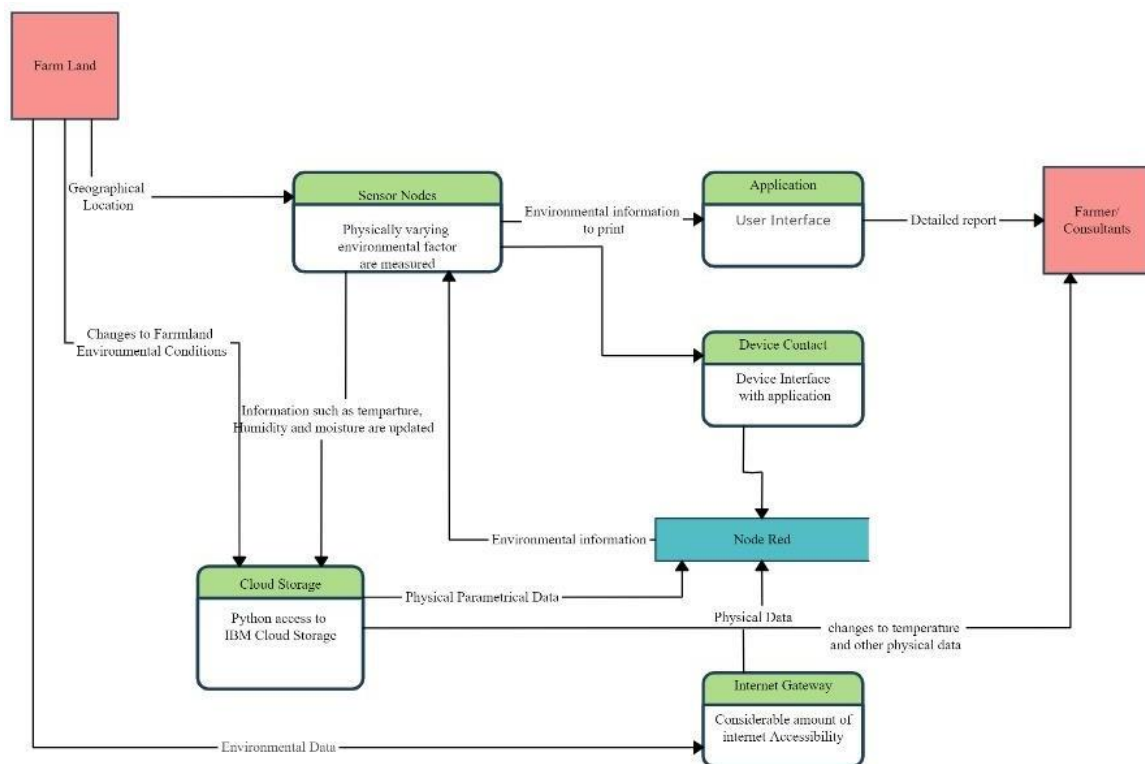 Farm Land
Geographical
Location
Sensor Nodes
Physically varying
environmental factor
are measured
Environmental information
to print
Application
User Interface
Detailed report
Farmer/
Consultants
Changes to Farmland
Environmental Conditions
Device Contact
Device Interface
with application
Information such as temparture,
Humidity and moisture are updated
Environmental information
Node Red
Cloud Storage
Python access to
IBM Cloud Storage
Physical Parametrical Data
Physical Data
changes to temperature
and other physical data
Internet Gateway
Considerable amount of
internet Accessibility
Environmental Data